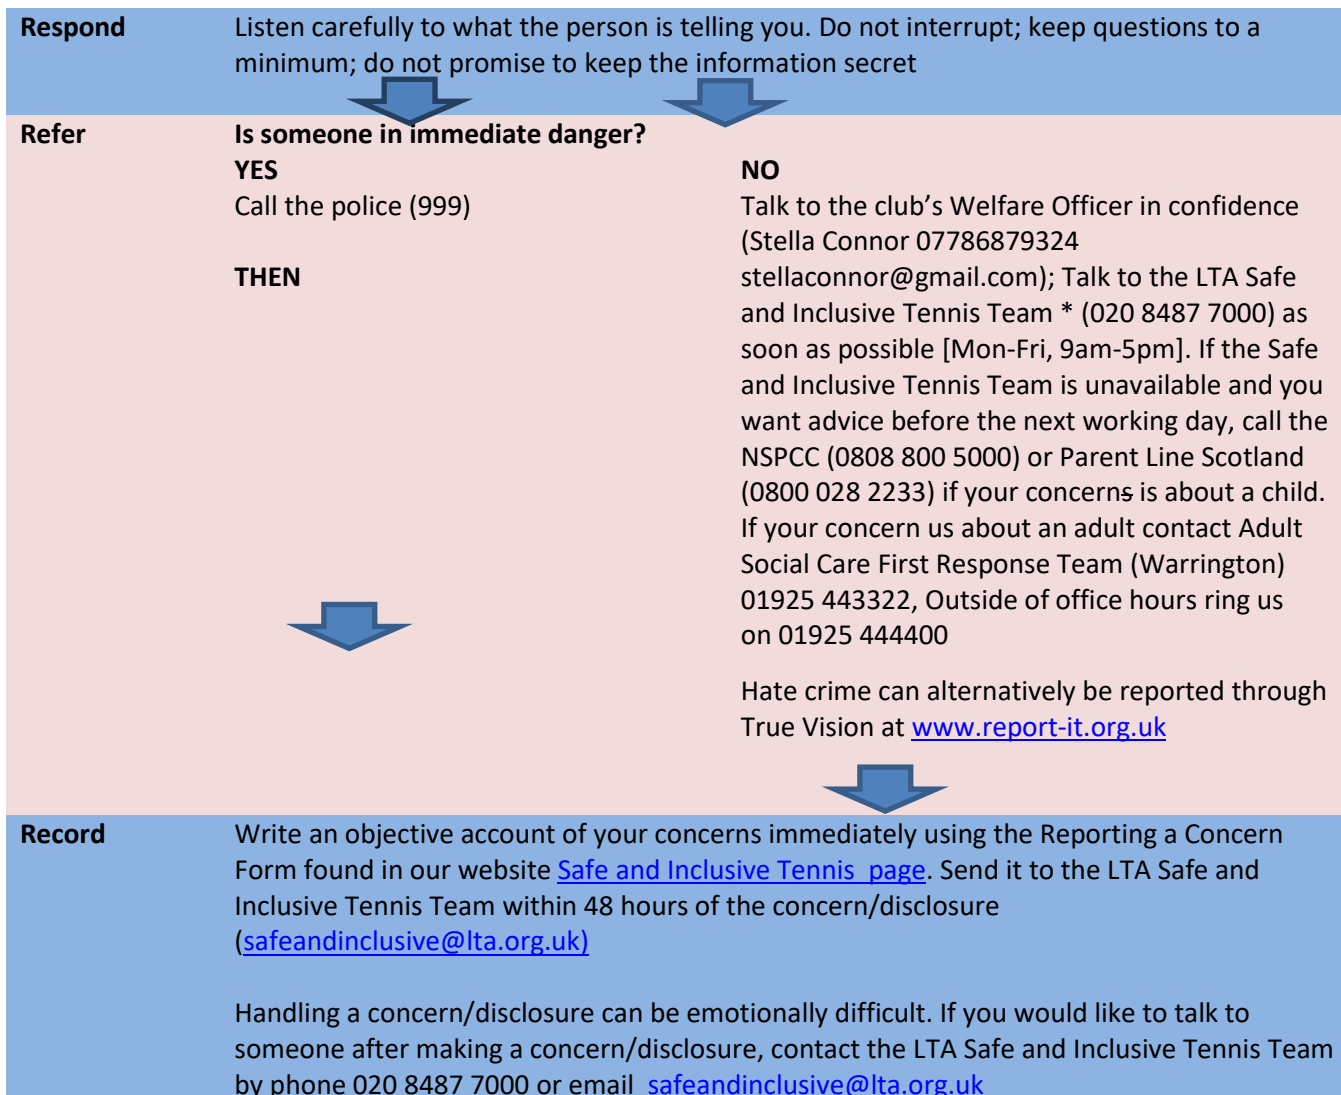 Respond
Listen carefully to what the person is telling you. Do not interrupt; keep questions to a
minimum; do not promise to keep the information secret
Refer
Is someone in immediate danger?
YES
Call the police (999)
THEN
NO
Talk to the club’s Welfare Officer in confidence
(Stella Connor 07786879324
stellaconnor@gmail.com); Talk to the LTA Safe
and Inclusive Tennis Team * (020 8487 7000) as
soon as possible [Mon-Fri, 9am-5pm]. If the Safe
and Inclusive Tennis Team is unavailable and you
want advice before the next working day, call the
NSPCC (0808 800 5000) or Parent Line Scotland
(0800 028 2233) if your concerns is about a child.
If your concern us about an adult contact Adult
Social Care First Response Team (Warrington)
01925 443322, Outside of office hours ring us
on 01925 444400
Hate crime can alternatively be reported through
True Vision at www.report-it.org.uk
Record
Write an objective account of your concerns immediately using the Reporting a Concern
Form found in our website Safe and Inclusive Tennis  page. Send it to the LTA Safe and
Inclusive Tennis Team within 48 hours of the concern/disclosure
(safeandinclusive@lta.org.uk)
Handling a concern/disclosure can be emotionally difficult. If you would like to talk to
someone after making a concern/disclosure, contact the LTA Safe and Inclusive Tennis Team
by phone 020 8487 7000 or email  safeandinclusive@lta.org.uk